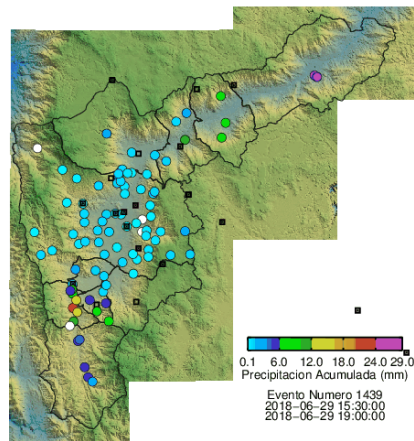 0.1 6.0 12.0 18.0 24.0 29.0
Precipitacion Acumulada (mm)
Evento Numero 1439
2018-06-29 15:30:00
2018-06-29 19:00:00